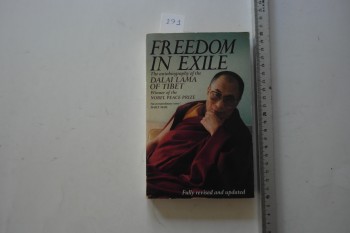 291
FREEDOM
IN EXILE
The autobiography of the
DALAI LAMA
OF TIBET
Winner of the
NOBEL PEACE PRIZE
Fully revised and updated